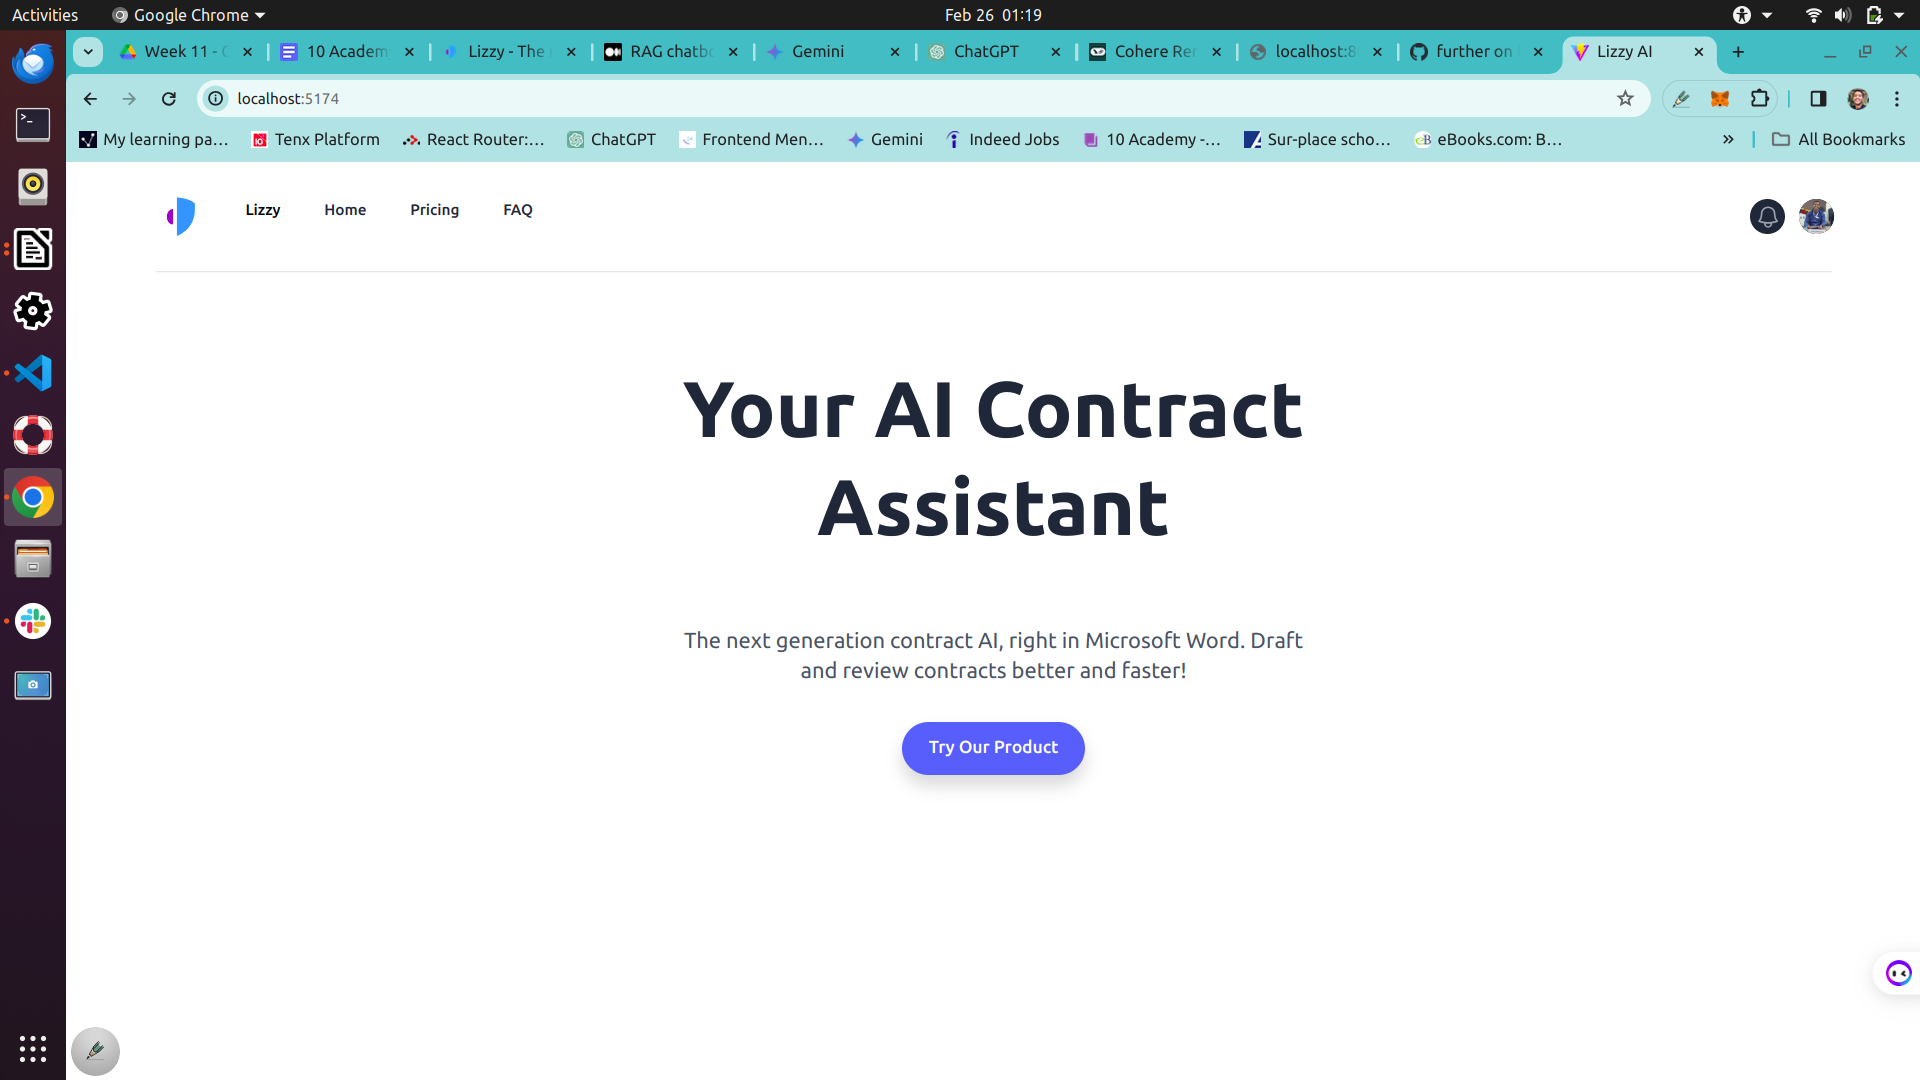 Activities
Google Chrome
Feb 26 01:19
Week 11 -
10 Academ
Lizzy - The
RAG chatb
Gemini
ChatGPT
Cohere Re
localhost:8
further on
Lizzy AI
localhost:5174
My learning pa…
Tenx Platform
React Router:…
ChatGPT
Frontend Men…
Gemini
Indeed Jobs
10 Academy -…
Sur-place scho…
eBooks.com: B…
All Bookmarks
Lizzy
Home
Pricing
FAQ
Your AI Contract
Assistant
The next generation contract AI, right in Microsoft Word. Draft
and review contracts better and faster!
Try Our Product